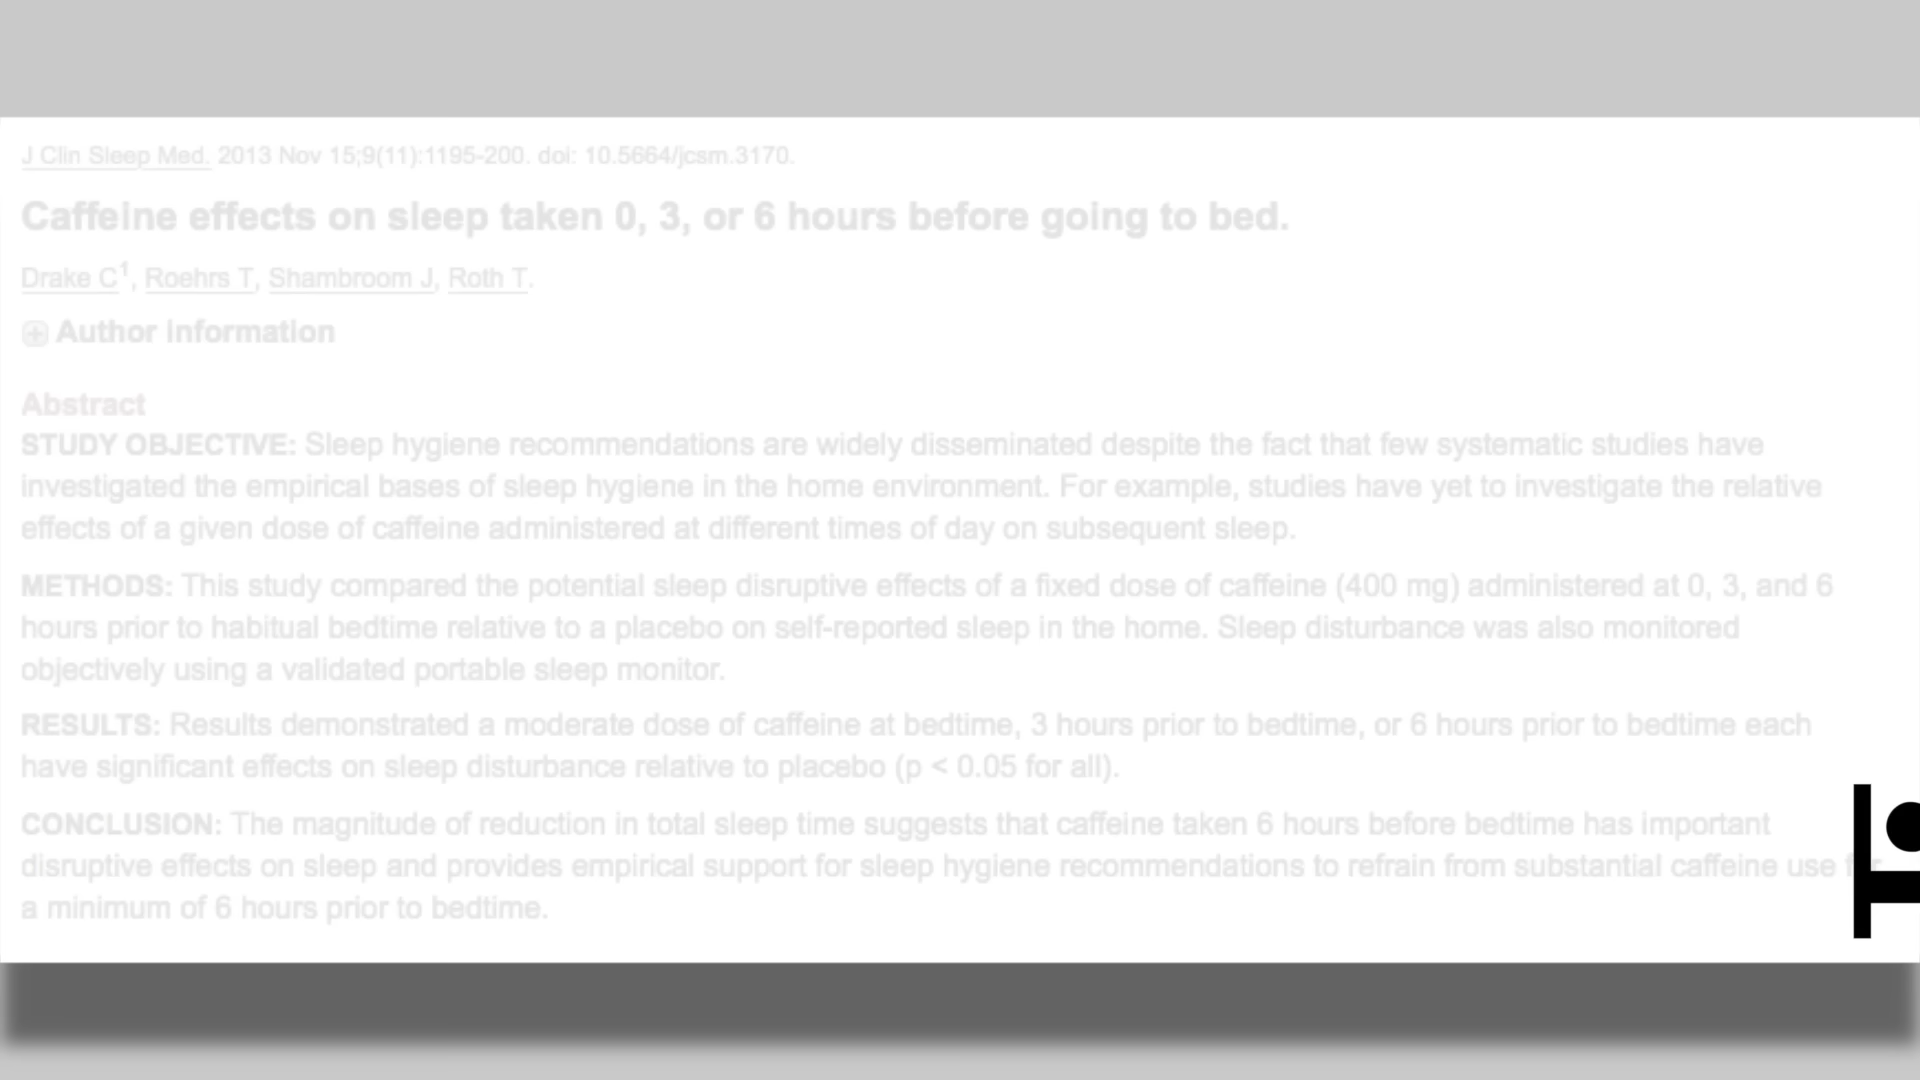 J Clin Sleep Med. 2013 Nov 15;9(11):1195-200. doi: 10.5664/jcsm.3170.
Caffeine effects on sleep taken 0, 3, or 6 hours before going to bed.
Drake C1, Roehrs T, Shambroom J, Roth T.
Author information
Abstract
STUDY OBJECTIVE: Sleep hygiene recommendations are widely disseminated despite the fact that few systematic studies have
investigated the empirical bases of sleep hygiene in the home environment. For example, studies have yet to investigate the relative
effects of a given dose of caffeine administered at different times of day on subsequent sleep.
METHODS: This study compared the potential sleep disruptive effects of a fixed dose of caffeine (400 mg) administered at 0, 3, and 6
hours prior to habitual bedtime relative to a placebo on self-reported sleep in the home. Sleep disturbance was also monitored
objectively using a validated portable sleep monitor.
RESULTS: Results demonstrated a moderate dose of caffeine at bedtime, 3 hours prior to bedtime, or 6 hours prior to bedtime each
have significant effects on sleep disturbance relative to placebo (p < 0.05 for all).
CONCLUSION: The magnitude of reduction in total sleep time suggests that caffeine taken 6 hours before bedtime has important
disruptive effects on sleep and provides empirical support for sleep hygiene recommendations to refrain from substantial caffeine use for
a minimum of 6 hours prior to bedtime.